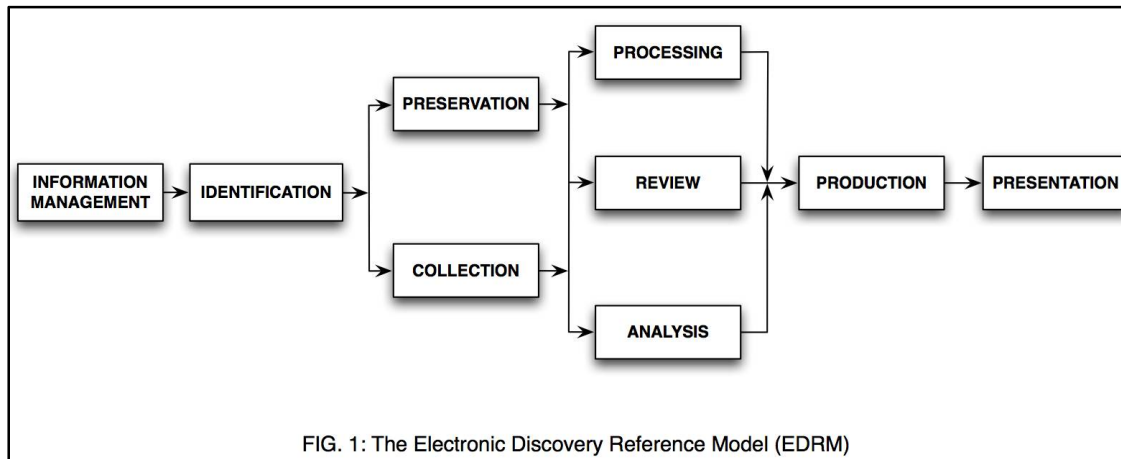 PROCESSING
PRESERVATION
INFORMATION
MANAGEMENT
IDENTIFICATION
REVIEW
PRODUCTION
PRESENTATION
COLLECTION
ANALYSIS
FIG. 1: The Electronic Discovery Reference Model (EDRM)